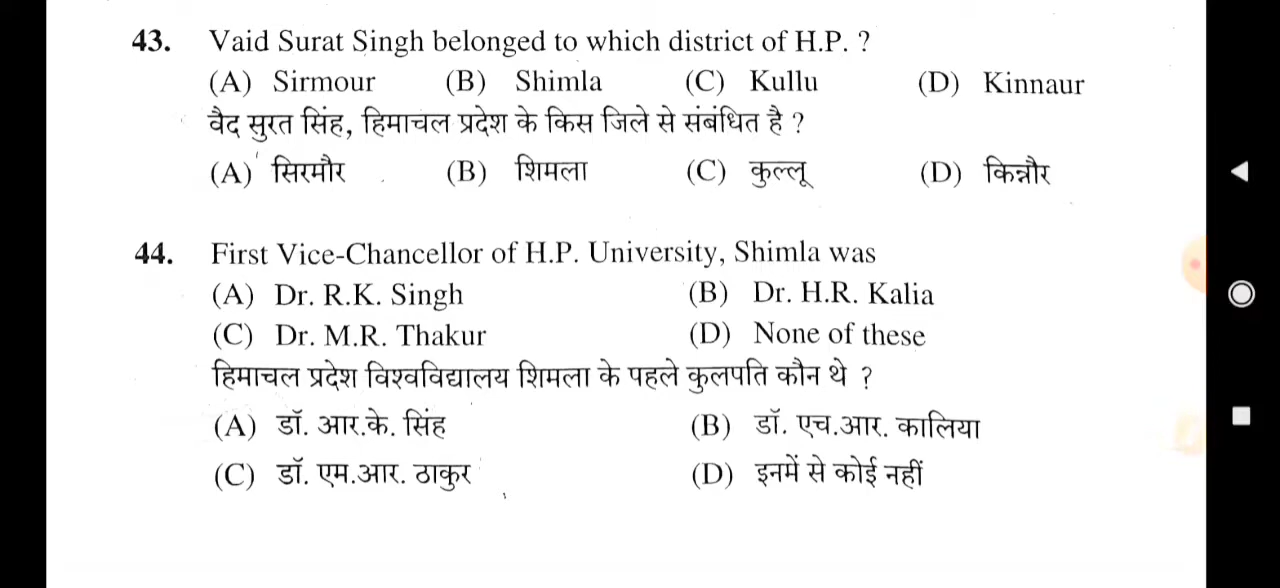 43. Vaid Surat Singh belonged to which district of H.P. ?
(A) Sirmour (B) Shimla (C) Kullu (D) Kinnaur
वैद सुरत सिंह, हिमाचल प्रदेश के किस जिले से संबंधित है ?
(A) सिरमौर (B) शिमला (C) कुल्लू (D) किन्नौर
44. First Vice-Chancellor of H.P. University, Shimla was
(A) Dr. R.K. Singh (B) Dr. H.R. Kalia
(C) Dr. M.R. Thakur (D) None of these
हिमाचल प्रदेश विश्वविद्यालय शिमला के पहले कुलपति कौन थे ?
(A) डॉ. आर.के. सिंह (B) डॉ. एच.आर. कालिया
(C) डॉ. एम.आर. ठाकुर (D) इनमें से कोई नहीं